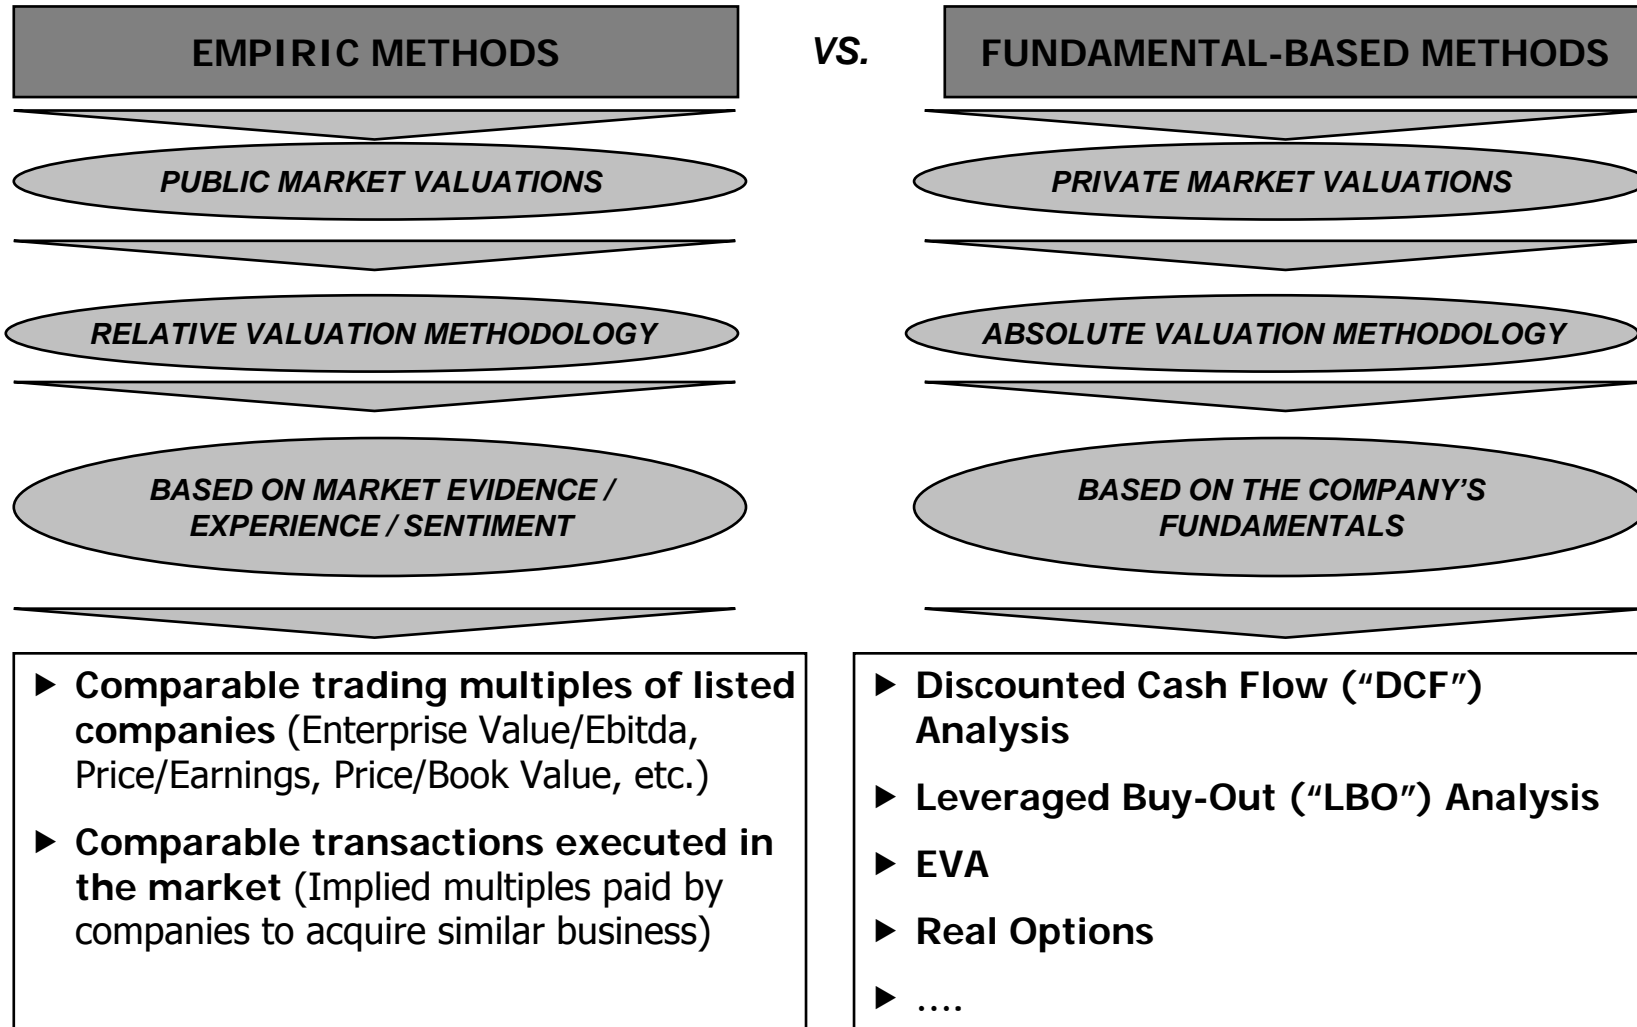 EMPIRIC METHODS
VS.
FUNDAMENTAL-BASED METHODS
PUBLIC MARKET VALUATIONS
PRIVATE MARKET VALUATIONS
RELATIVE VALUATION METHODOLOGY
ABSOLUTE VALUATION METHODOLOGY
BASED ON MARKET EVIDENCE /
EXPERIENCE / SENTIMENT
BASED ON THE COMPANY’S
FUNDAMENTALS
▶ Comparable trading multiples of listed
companies (Enterprise Value/Ebitda,
Price/Earnings, Price/Book Value, etc.)
▶ Comparable transactions executed in
the market (Implied multiples paid by
companies to acquire similar business)
▶ Discounted Cash Flow (“DCF”)
Analysis
▶ Leveraged Buy-Out (“LBO”) Analysis
▶ EVA
▶ Real Options
▶ ....